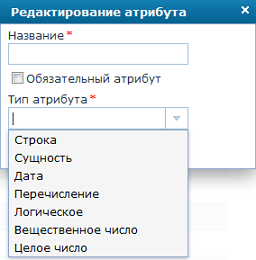 Редактирование атрибута
Название *
Обязательный атрибут
Тип атрибута *
Строка
Сущность
Дата
Перечисление
Логическое
Вещественное число
Целое число